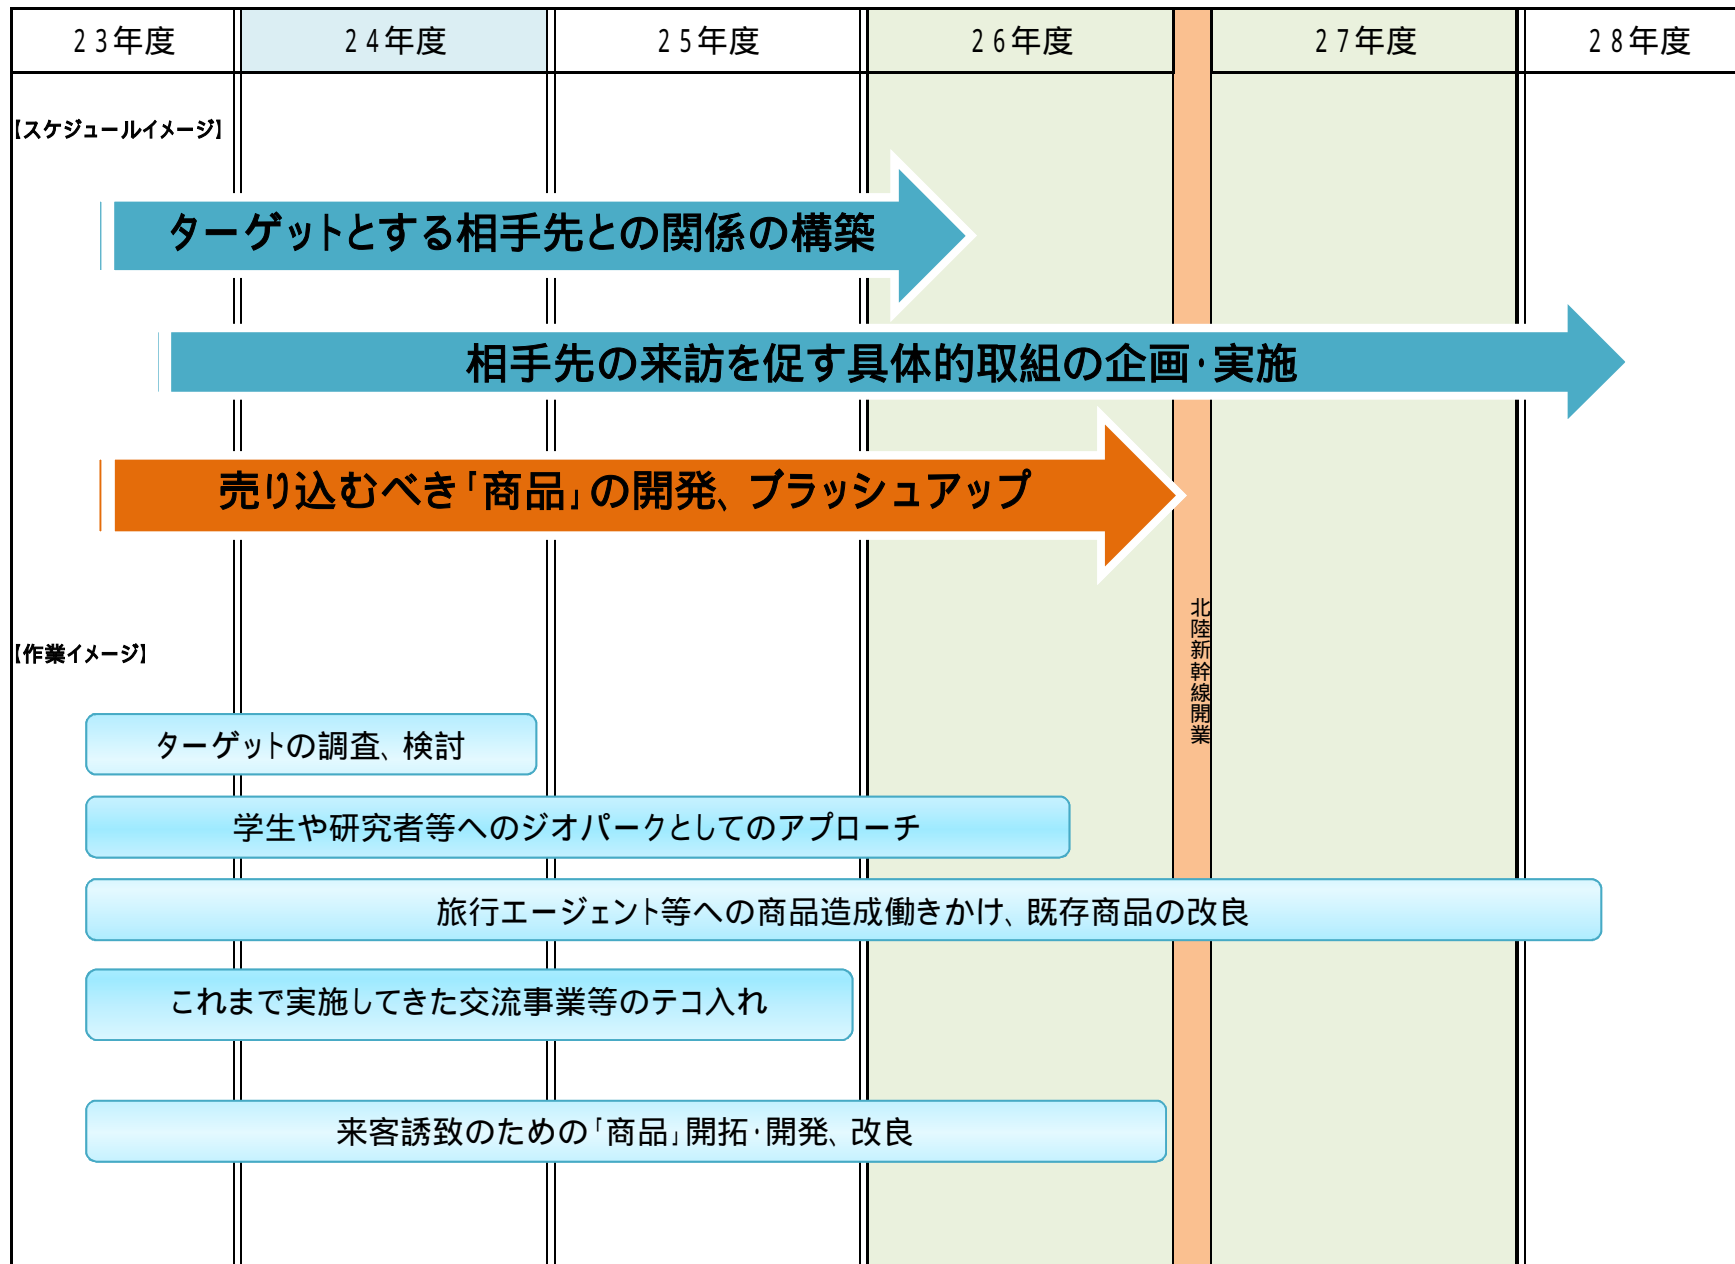 23年度
24年度
25年度
26年度
27年度
28年度
【スケジュールイメージ】
ターゲットとする相手先との関係の構築
相手先の来訪を促す具体的取組の企画・実施
売り込むべき「商品」の開発、ブラッシュアップ
北陸新幹線開業
【作業イメージ】
ターゲットの調査、検討
学生や研究者等へのジオパークとしてのアプローチ
旅行エージェント等への商品造成働きかけ、既存商品の改良
これまで実施してきた交流事業等のテコ入れ
来客誘致のための「商品」開拓・開発、改良